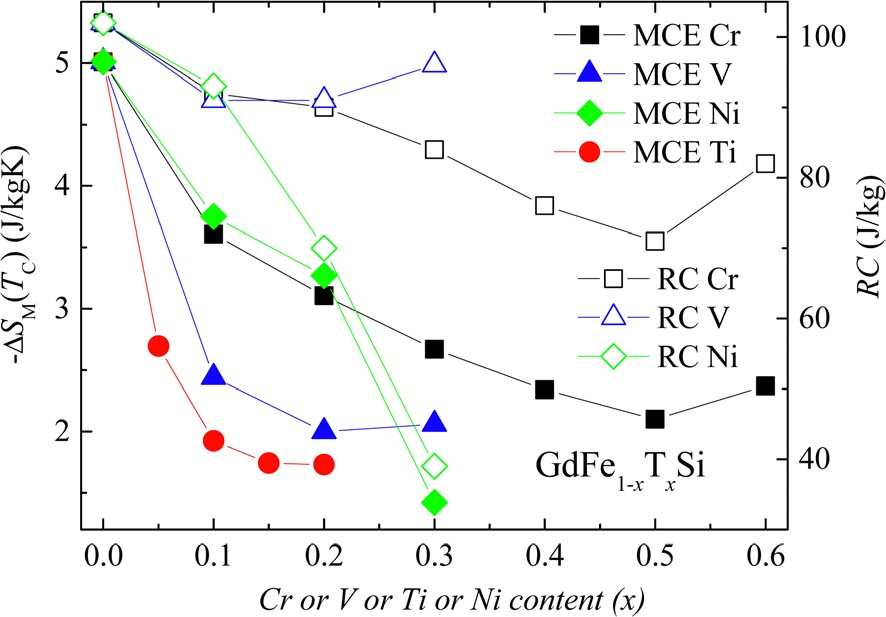 -ΔS_M(T_C) (J/kgK)
5
4
3
2
MCE Cr
MCE V
MCE Ni
MCE Ti
RC Cr
RC V
RC Ni
GdFe_{1-x}T_xSi
100
80
60
40
RC (J/kg)
0.0 0.1 0.2 0.3 0.4 0.5 0.6
Cr or V or Ti or Ni content (x)